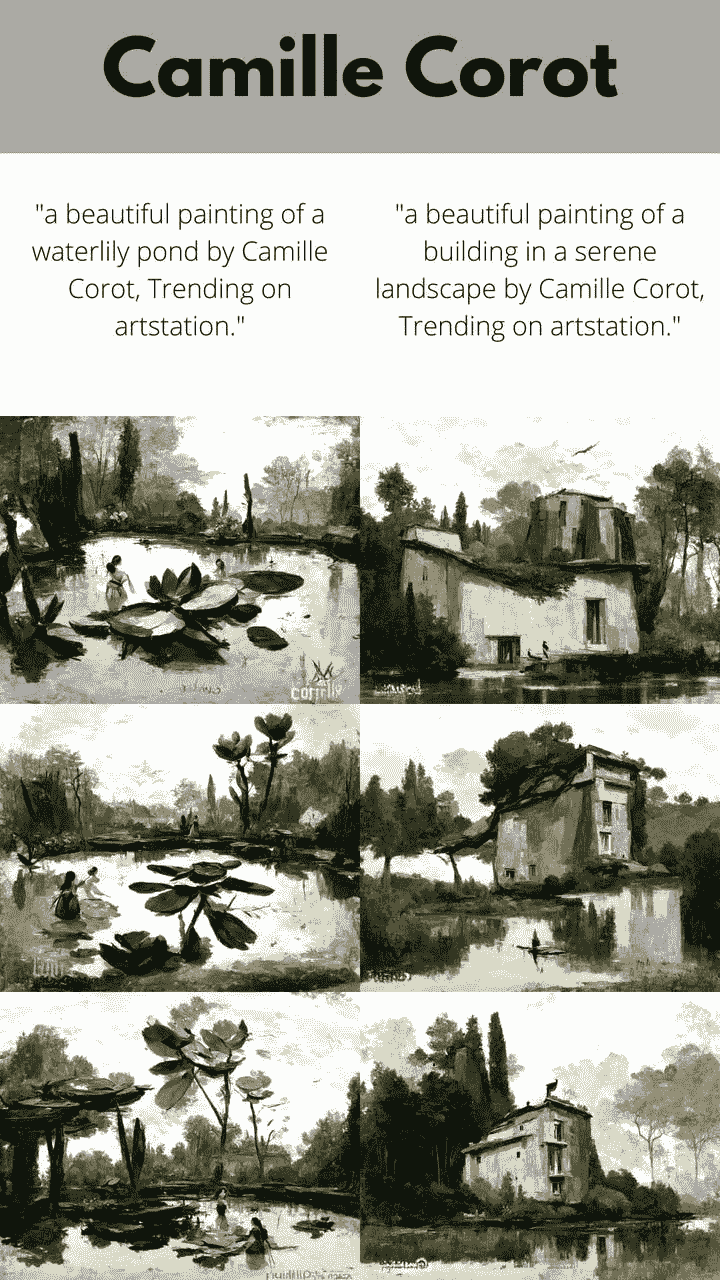 Camille Corot
"a beautiful painting of a
waterlily pond by Camille
Corot, Trending on
artstation."
"a beautiful painting of a
building in a serene
landscape by Camille Corot,
Trending on artstation."